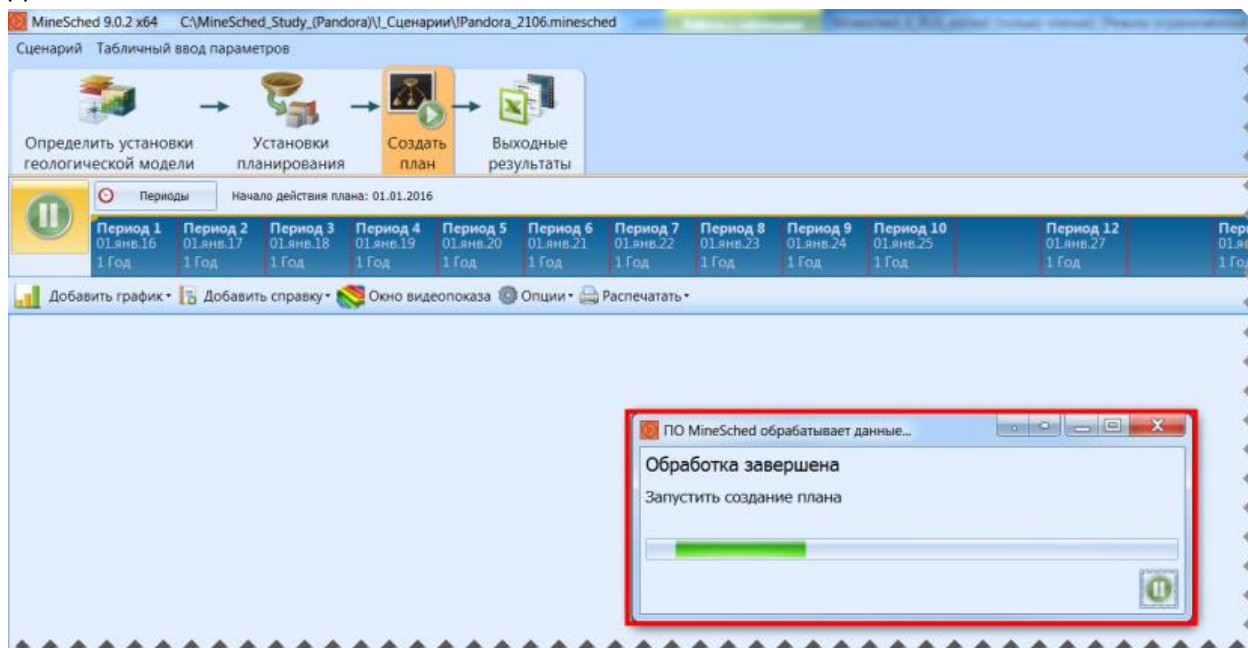 MineSched 9.0.2 x64 C:\MineSched_Study_(Pandora)\!_Сценарии\!Pandora_2106.minesched
Сценарий Табличный ввод параметров
Определить установки геологической модели
Установки планирования
Создать план
Выходные результаты
Периоды Начало действия плана: 01.01.2016
Период 1 Период 2 Период 3 Период 4 Период 5 Период 6 Период 7 Период 8 Период 9 Период 10 Период 12
01.янв.16 01.янв.17 01.янв.18 01.янв.19 01.янв.20 01.янв.21 01.янв.22 01.янв.23 01.янв.24 01.янв.25 01.янв.27
1 Год 1 Год 1 Год 1 Год 1 Год 1 Год 1 Год 1 Год 1 Год 1 Год 1 Год
Добавить график Добавить справку Окно видеопоказа Опции Распечатать
ПО MineSched обрабатывает данные...
Обработка завершена
Запустить создание плана